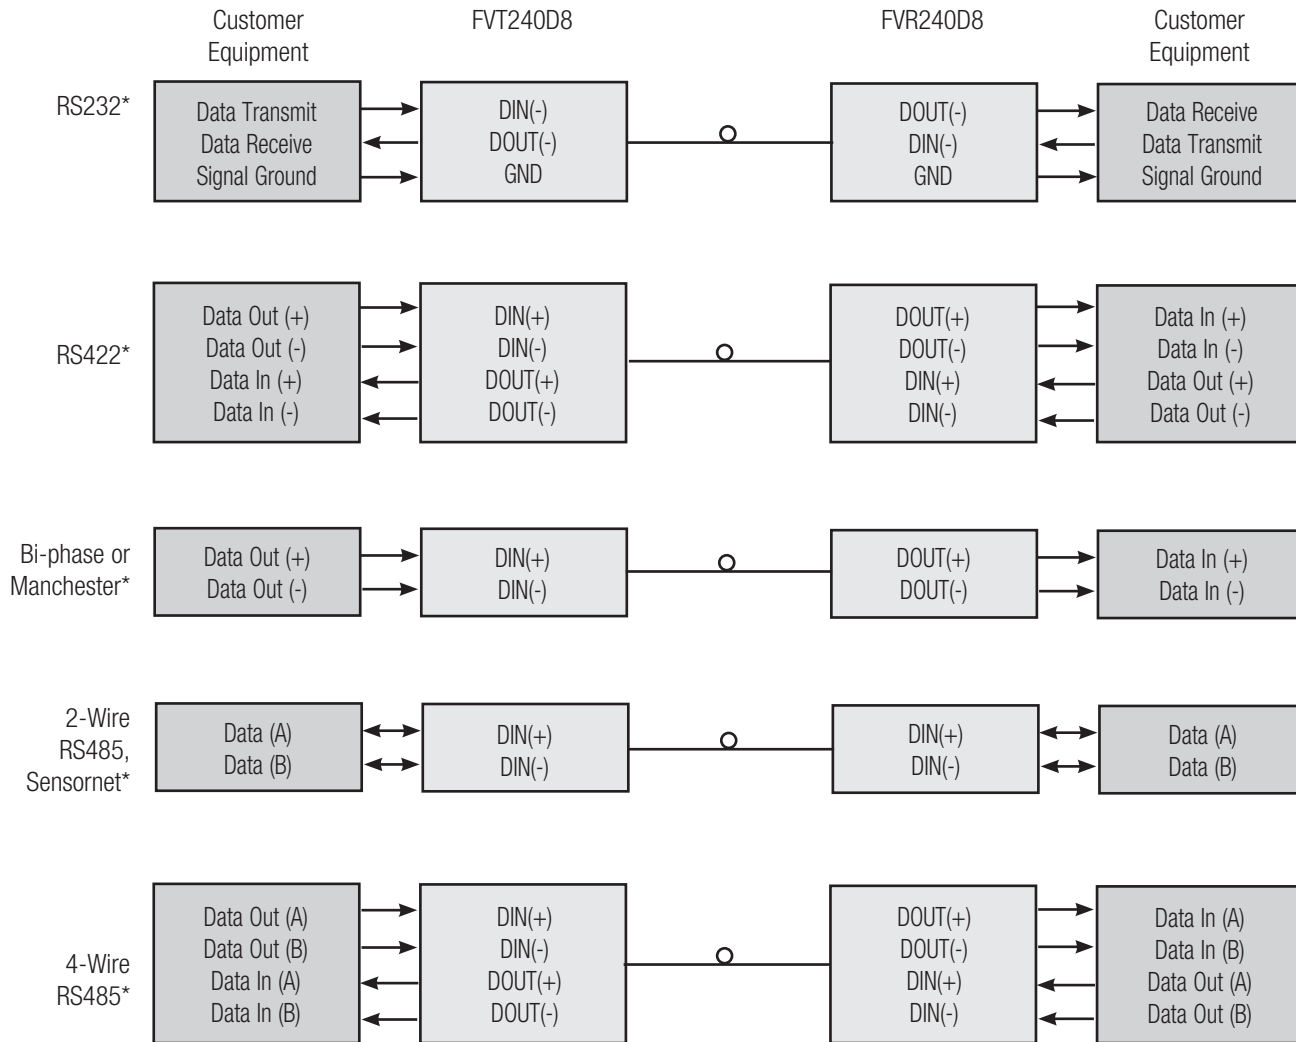 Customer
Equipment
FVT240D8
FVR240D8
Customer
Equipment
RS232*
Data Transmit
Data Receive
Signal Ground
DIN(-)
DOUT(-)
GND
DOUT(-)
DIN(-)
GND
Data Receive
Data Transmit
Signal Ground
RS422*
Data Out (+)
Data Out (-)
Data In (+)
Data In (-)
DIN(+)
DIN(-)
DOUT(+)
DOUT(-)
DOUT(+)
DOUT(-)
DIN(+)
DIN(-)
Data In (+)
Data In (-)
Data Out (+)
Data Out (-)
Bi-phase or
Manchester*
Data Out (+)
Data Out (-)
DIN(+)
DIN(-)
DOUT(+)
DOUT(-)
Data In (+)
Data In (-)
2-Wire
RS485,
Sensornet*
Data (A)
Data (B)
DIN(+)
DIN(-)
DIN(+)
DIN(-)
Data (A)
Data (B)
4-Wire
RS485*
Data Out (A)
Data Out (B)
Data In (A)
Data In (B)
DIN(+)
DIN(-)
DOUT(+)
DOUT(-)
DOUT(+)
DOUT(-)
DIN(+)
DIN(-)
Data In (A)
Data In (B)
Data Out (A)
Data Out (B)